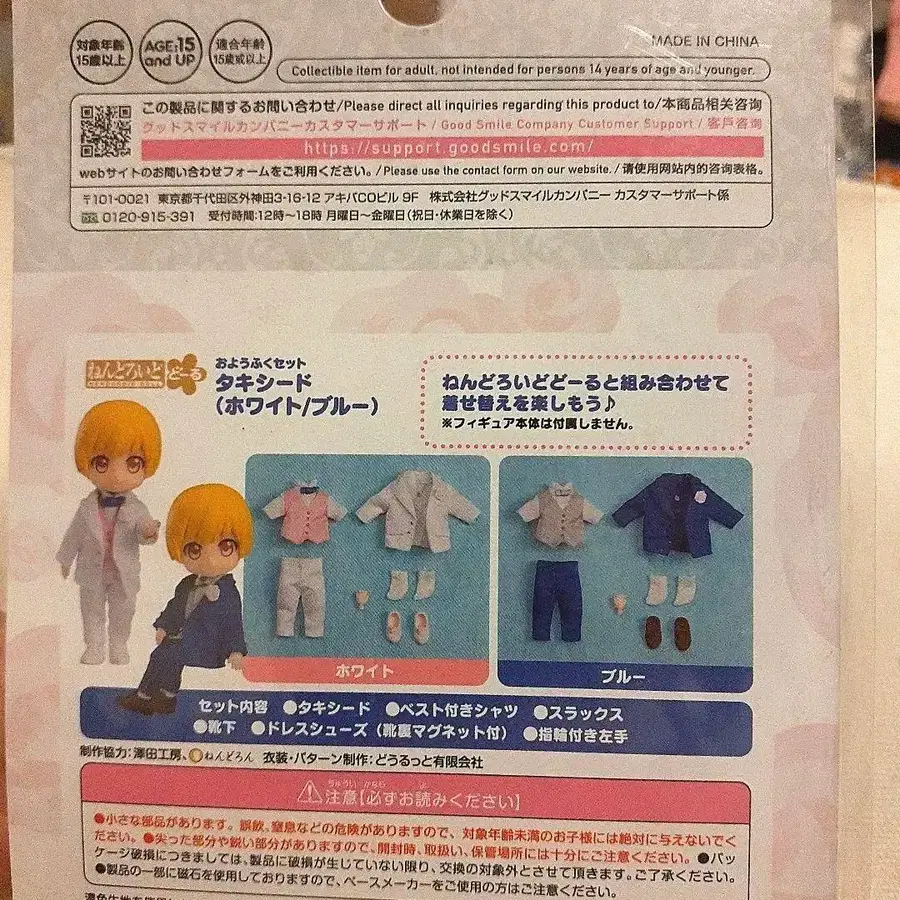 対象年齢
15歳以上
AGE:15
and UP
適合年齢
15歳或以上
MADE IN CHINA
Collectible item for adult, not intended for persons 14 years of age and younger.
この製品に関するお問い合わせ/Please direct all inquiries regarding this product to/本商品相关咨询
グッドスマイルカンパニーカスタマーサポート / Good Smile Company Customer Support / 客戶咨询
https://support.goodsmile.com/
webサイトのお問い合わせフォームをご利用ください。/Please use the contact form on our website. / 请使用网站内的咨询表格。
〒101-0021 東京都千代田区外神田3-16-12 アキバCOビル 9F 株式会社グッドスマイルカンパニー カスタマーサポート係
0120-915-391 受付時間:12時〜18時 月曜日〜金曜日(祝日・休業日を除く)
ねんどろいど
どーる
おようふくセット
タキシード
(ホワイト/ブルー)
ねんどろいどどーると組み合わせて
着せ替えを楽しもう♪
※フィギュア本体は付属しません。
ホワイト
ブルー
セット内容 ●タキシード ●ベスト付きシャツ ●スラックス
●靴下 ●ドレスシューズ(靴裏マグネット付) ●指輪付き左手
制作協力:澤田工房、ねんどろん 衣装・パターン制作:どうるっと有限会社
ちゅうい かなら よ
注意【必ずお読みください】
●小さな部品があります。誤飲、窒息などの危険がありますので、対象年齢未満のお子様には絶対に与えないでく
ださい。●尖った部分や鋭い部分がありますので、開封時、取扱い、保管場所には十分にご注意ください。●パッ
ケージ破損につきましては、製品に破損が生じていない限り、交換の対象外とさせて頂きます。ご了承ください。
●製品の一部に磁石を使用しておりますので、ペースメーカーをご使用の方はご注意ください。